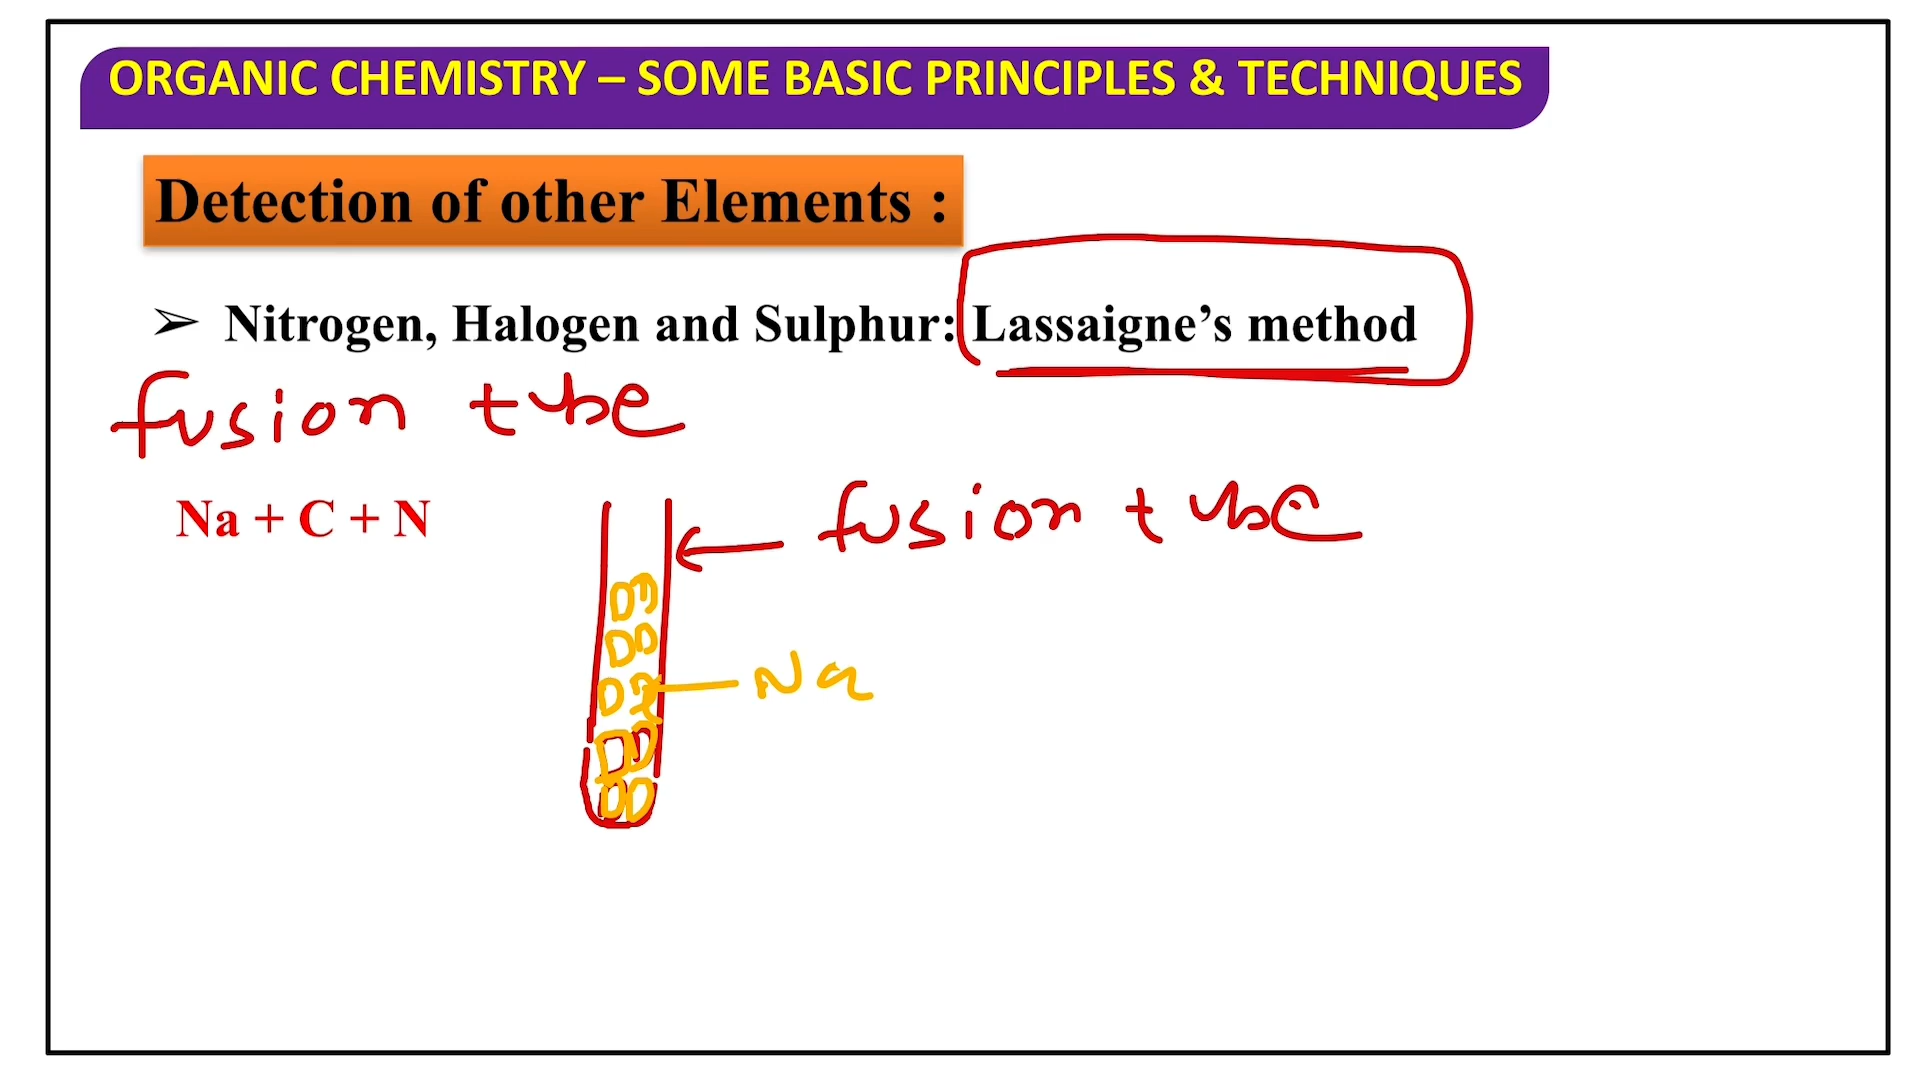 ORGANIC CHEMISTRY – SOME BASIC PRINCIPLES & TECHNIQUES
Detection of other Elements :
➢ Nitrogen, Halogen and Sulphur: Lassaigne's method
fusion tube
Na + C + N
fusion tube
Na